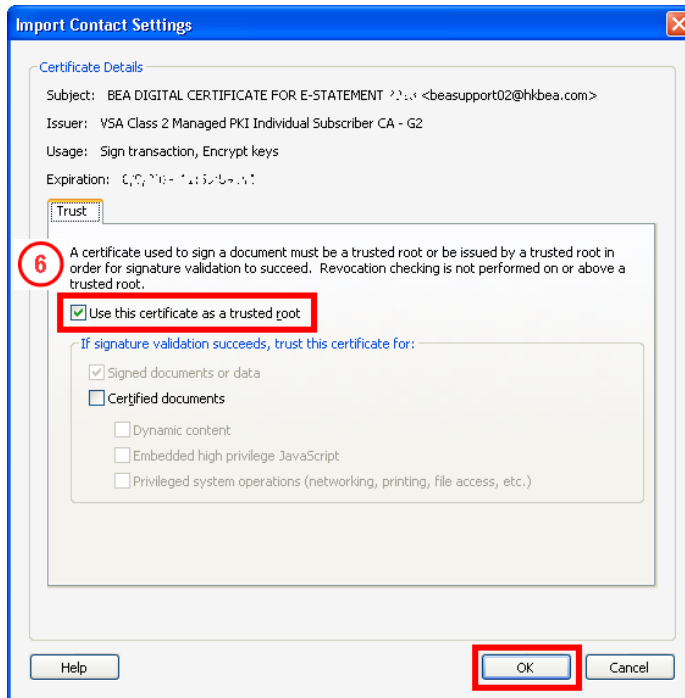 Import Contact Settings
Certificate Details
Subject: BEA DIGITAL CERTIFICATE FOR E-STATEMENT <beasupport02@hkbea.com>
Issuer: VSA Class 2 Managed PKI Individual Subscriber CA - G2
Usage: Sign transaction, Encrypt keys
Expiration:
Trust
6
A certificate used to sign a document must be a trusted root or be issued by a trusted root in
order for signature validation to succeed. Revocation checking is not performed on or above a
trusted root.
Use this certificate as a trusted root
If signature validation succeeds, trust this certificate for:
Signed documents or data
Certified documents
Dynamic content
Embedded high privilege JavaScript
Privileged system operations (networking, printing, file access, etc.)
Help
OK
Cancel